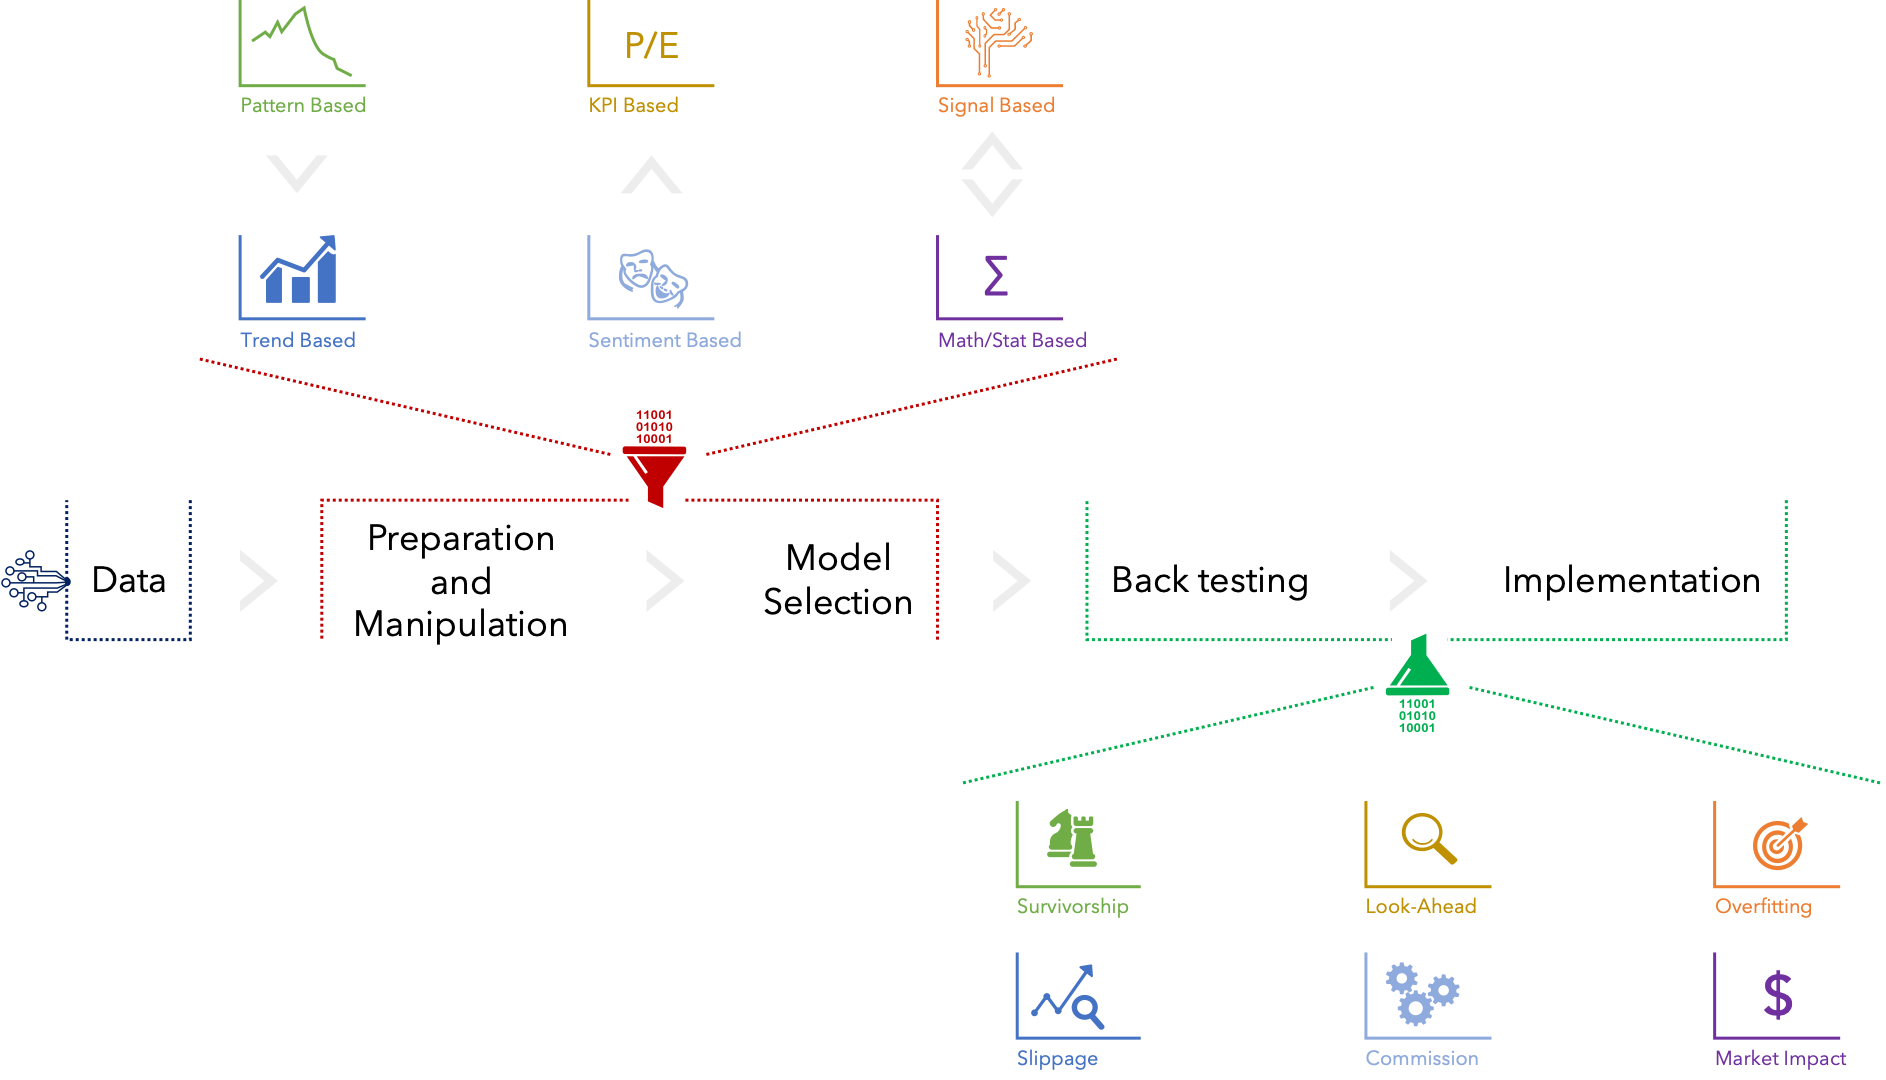 P/E
Pattern Based
KPI Based
Signal Based
Σ
Trend Based
Sentiment Based
Math/Stat Based
11001
01010
10001
Data
Preparation
and
Manipulation
Model
Selection
Back testing
Implementation
11001
01010
10001
Survivorship
Look-Ahead
Overfitting
$
Slippage
Commission
Market Impact